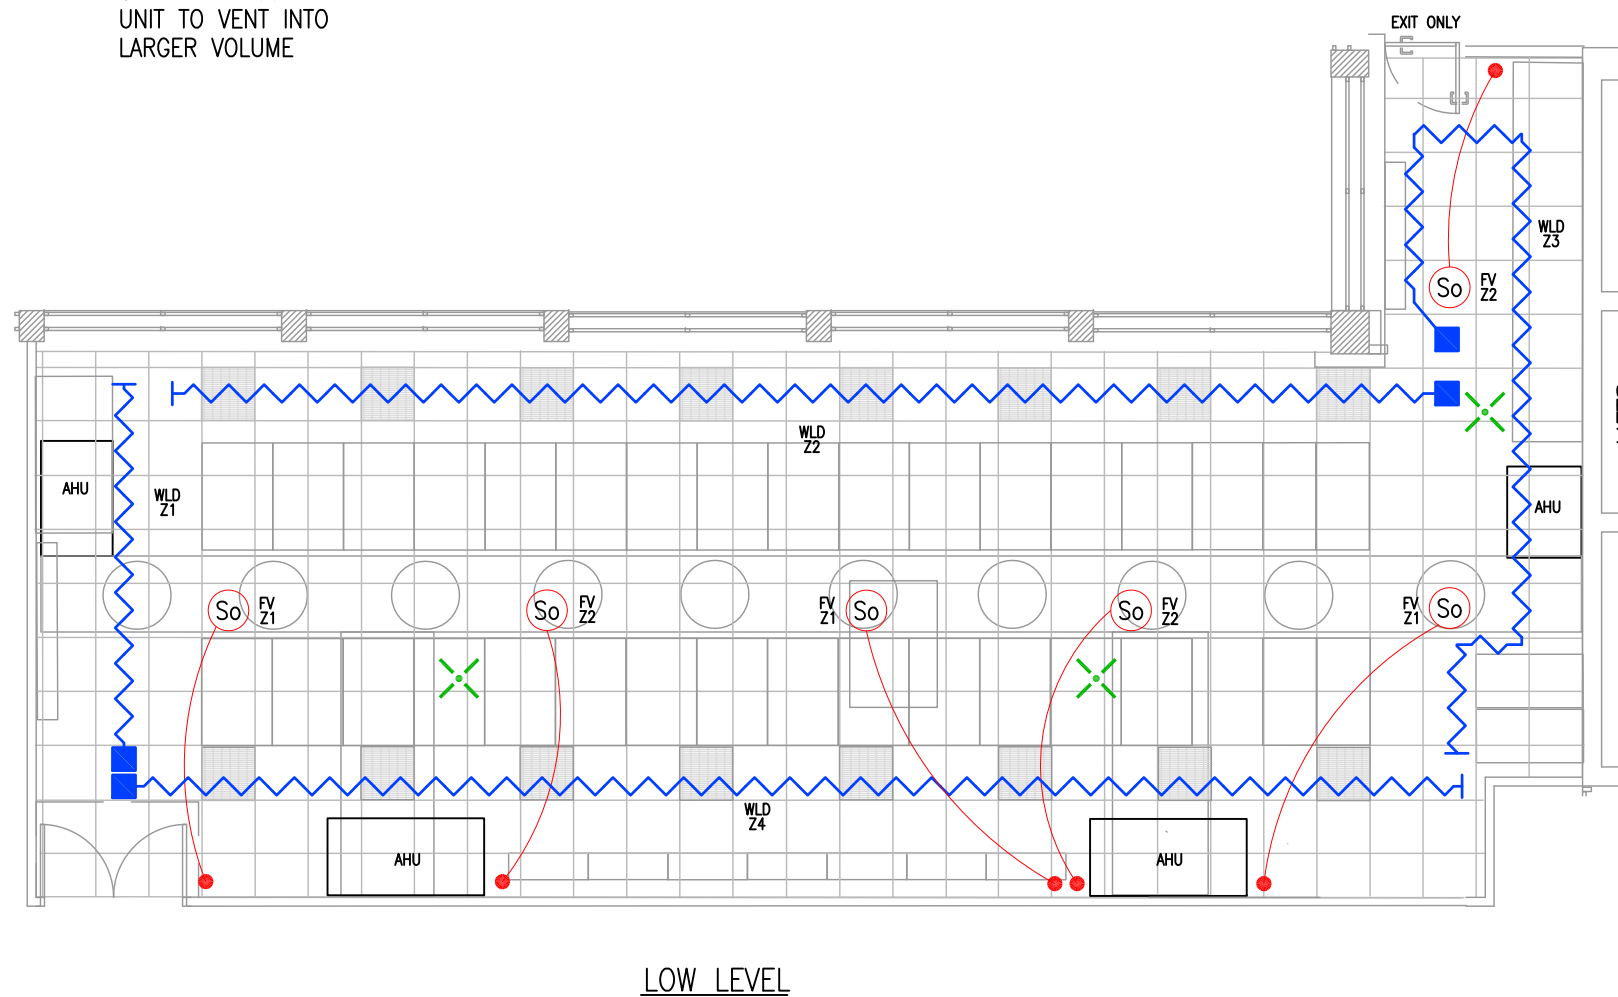 UNIT TO VENT INTO
LARGER VOLUME
EXIT ONLY
WLD
Z3
So
FV
Z2
WLD
Z2
AHU
WLD
Z1
AHU
So
FV
Z1
So
FV
Z2
FV
Z1
So
So
FV
Z2
FV
Z1
So
WLD
Z4
AHU
AHU
LOW LEVEL